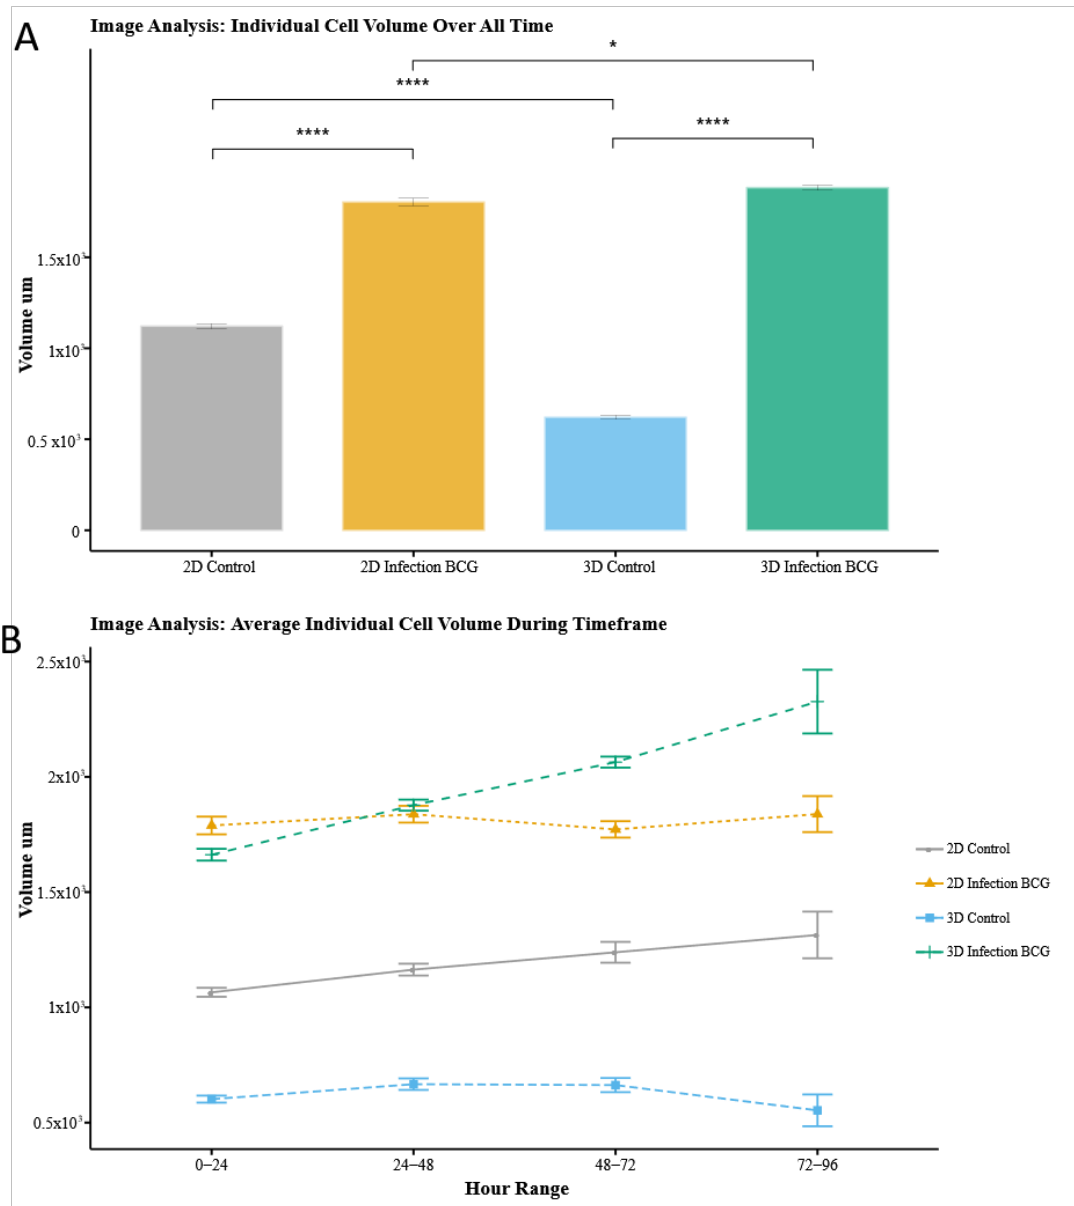 A
Image Analysis: Individual Cell Volume Over All Time
*
****
****
****
Volume um
1.5x10³
1x10³
0.5 x10³
0
2D Control
2D Infection BCG
3D Control
3D Infection BCG
B
Image Analysis: Average Individual Cell Volume During Timeframe
Volume um
2.5x10³
2x10³
1.5x10³
1x10³
0.5x10³
0–24
24–48
48–72
72–96
Hour Range
2D Control
2D Infection BCG
3D Control
3D Infection BCG